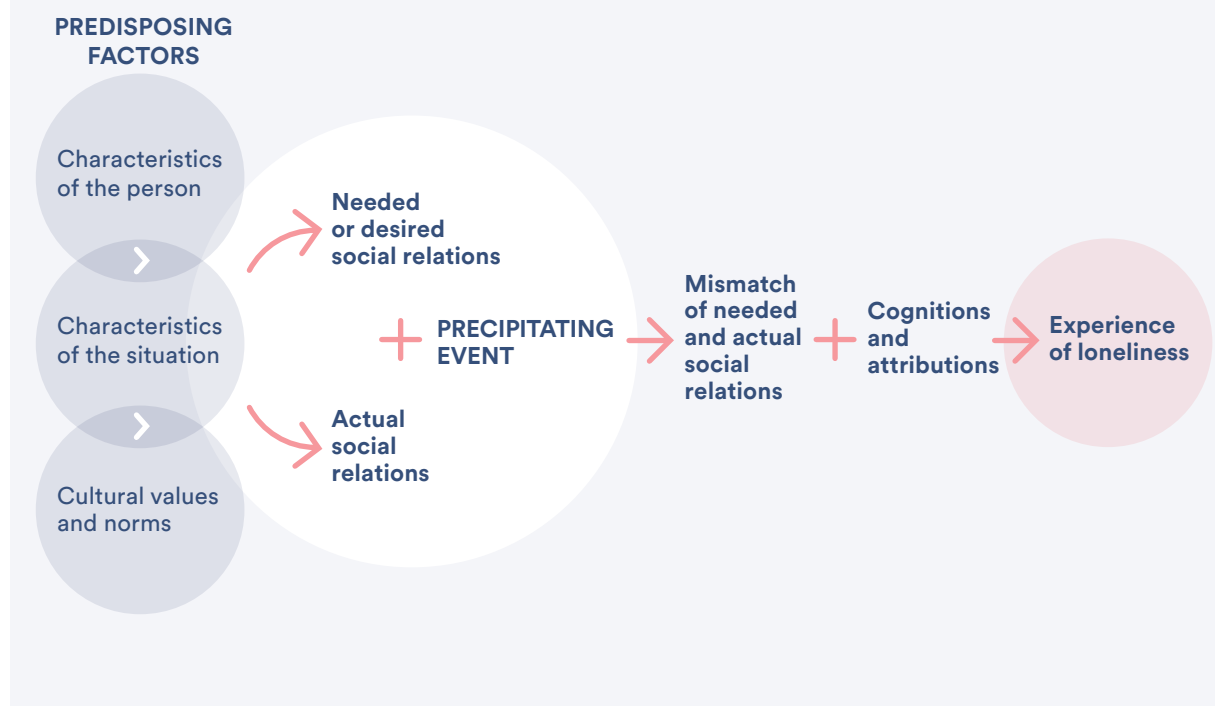 PREDISPOSING
FACTORS
Characteristics
of the person
Characteristics
of the situation
Cultural values
and norms
Needed
or desired
social relations
PRECIPITATING
EVENT
Actual
social
relations
Mismatch
of needed
and actual
social
relations
Cognitions
and
attributions
Experience
of loneliness